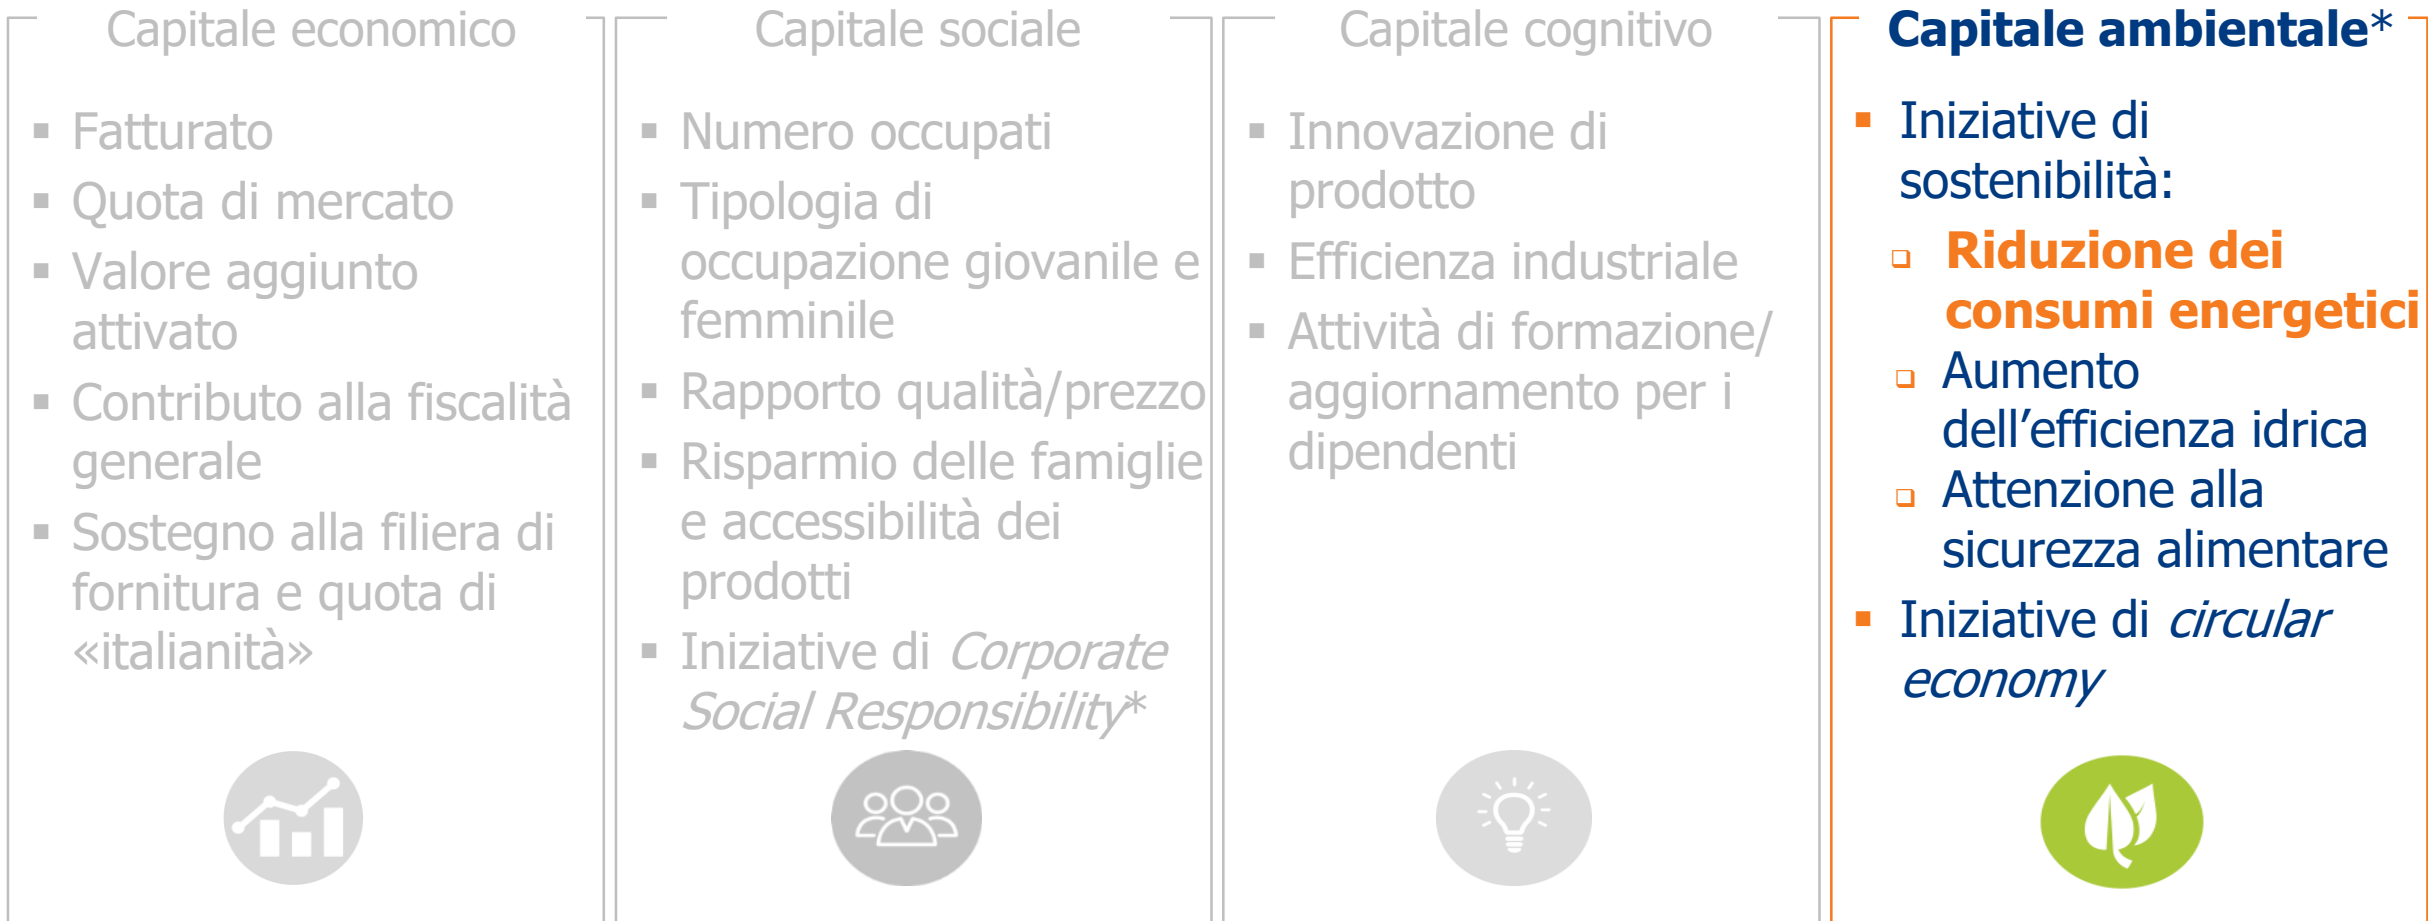 Capitale economico
▪ Fatturato
▪ Quota di mercato
▪ Valore aggiunto
attivato
▪ Contributo alla fiscalità
generale
▪ Sostegno alla filiera di
fornitura e quota di
«italianità»
Capitale sociale
▪ Numero occupati
▪ Tipologia di
occupazione giovanile e
femminile
▪ Rapporto qualità/prezzo
▪ Risparmio delle famiglie
e accessibilità dei
prodotti
▪ Iniziative di Corporate
Social Responsibility*
Capitale cognitivo
▪ Innovazione di
prodotto
▪ Efficienza industriale
▪ Attività di formazione/
aggiornamento per i
dipendenti
Capitale ambientale*
▪ Iniziative di
sostenibilità:
❑ Riduzione dei
consumi energetici
❑ Aumento
dell’efficienza idrica
❑ Attenzione alla
sicurezza alimentare
▪ Iniziative di circular
economy